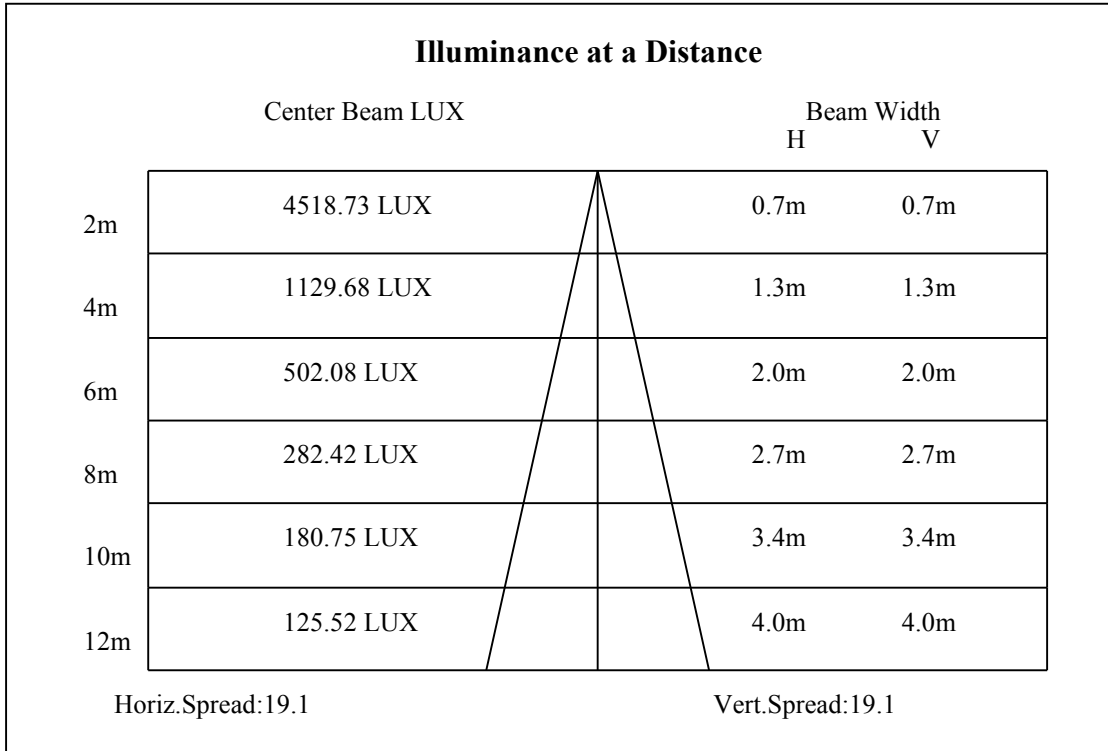 Illuminance at a Distance
Center Beam LUX Beam Width
H V
2m 4518.73 LUX 0.7m 0.7m
4m 1129.68 LUX 1.3m 1.3m
6m 502.08 LUX 2.0m 2.0m
8m 282.42 LUX 2.7m 2.7m
10m 180.75 LUX 3.4m 3.4m
12m 125.52 LUX 4.0m 4.0m
Horiz.Spread:19.1 Vert.Spread:19.1